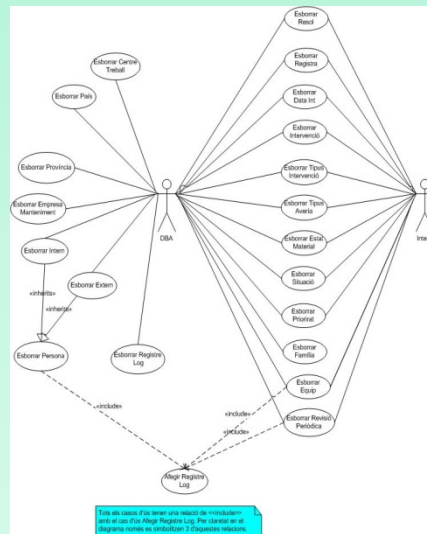 Esborrar
Resol
Esborrar
Registra
Esborrar
Data Int
Esborrar
Intervenció
Esborrar Tipus
Intervenció
Esborrar Tipus
Averia
Esborrar Estat
Material
Esborrar
Situació
Esborrar
Priorirat
Esborrar
Família
Esborrar
Equip
Esborrar Revisió
Periòdica
Esborrar Centre
Treball
Esborrar País
Esborrar Província
Esborrar Empresa
Manteniment
Esborrar Intern
Esborrar Extern
«inherits»
«inherits»
Esborrar Persona
Esborrar Registre
Log
DBA
Inte
«include»
«include»
«include»
Afegir Registre
Log
Tots els casos d'ús tenen una relació de <<include>>
amb el cas d'ús Afegir Registre Log. Per claretat en el
diagrama només es simbolitzen 3 d'aquestes relacions.